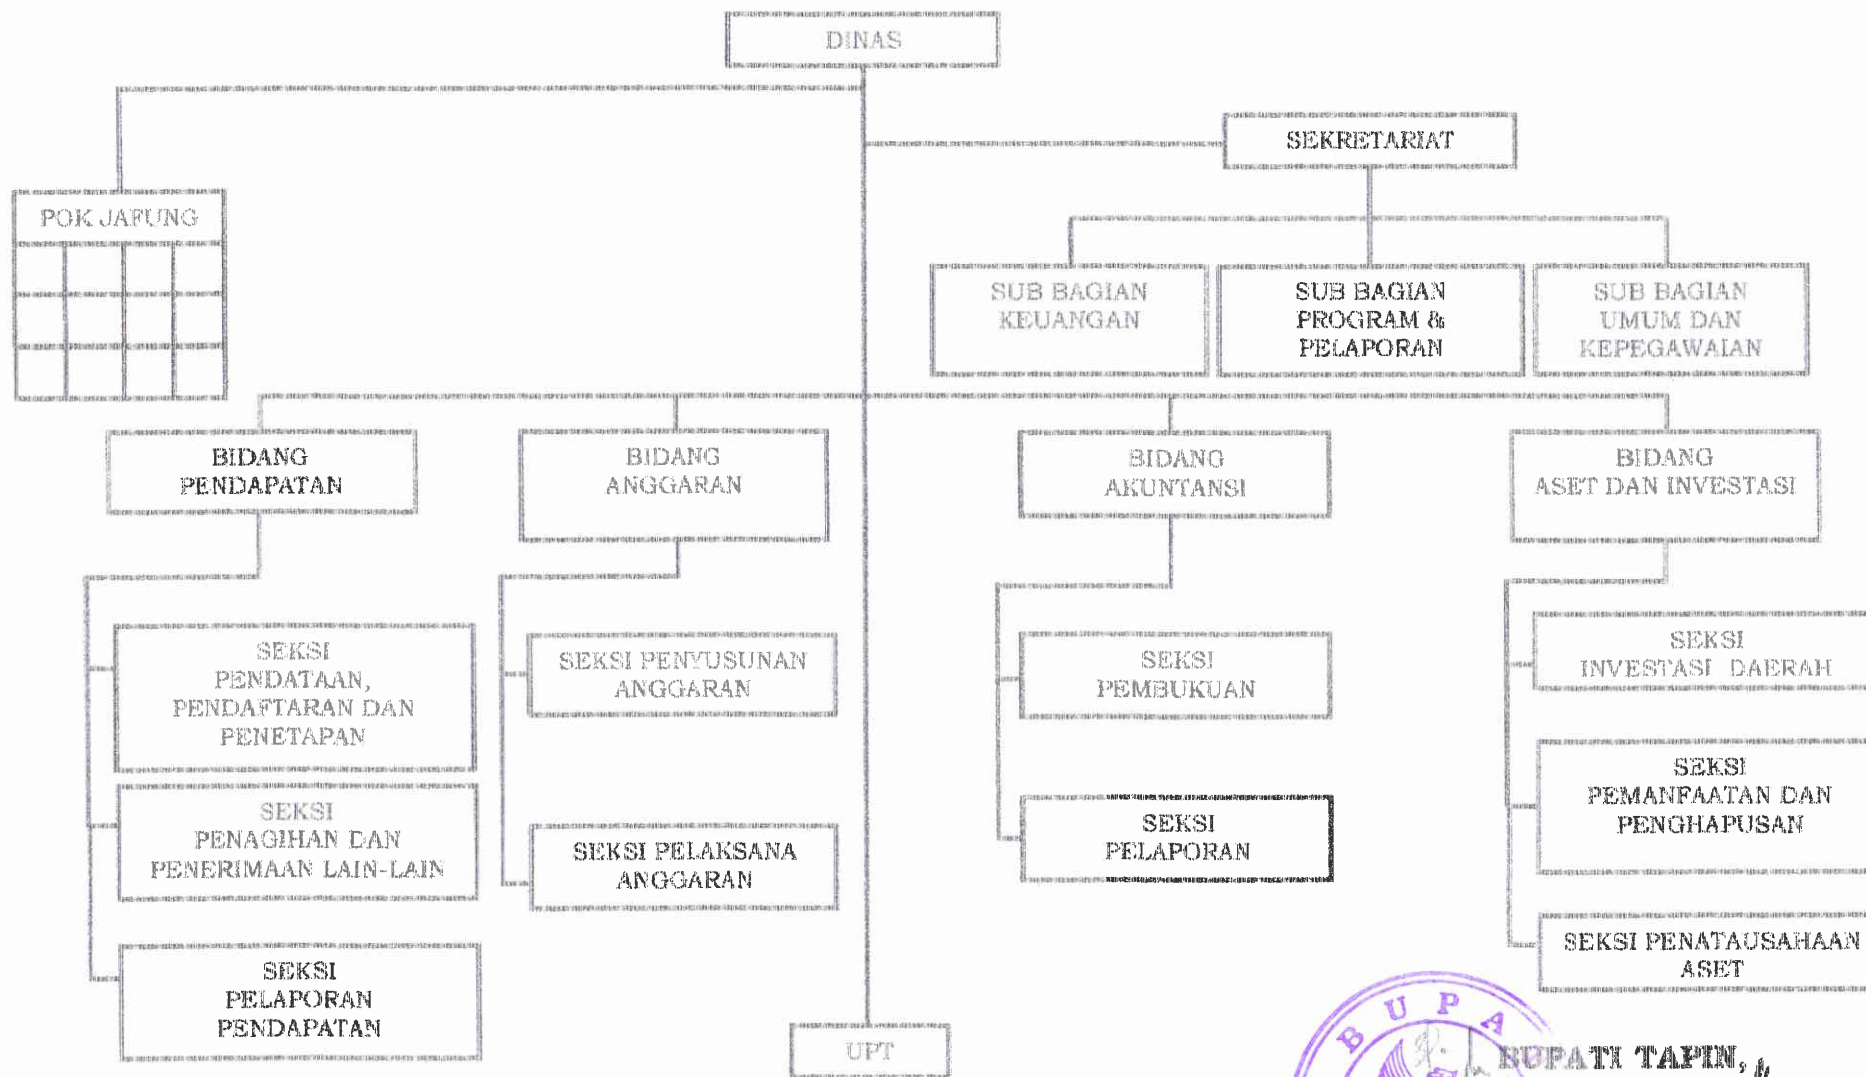 DINAS
SEKRETARIAT
POK JAFUNG
SUB BAGIAN
KEUANGAN
SUB BAGIAN
PROGRAM &
PELAPORAN
SUB BAGIAN
UMUM DAN
KEPEGAWAIAN
BIDANG
PENDAPATAN
BIDANG
ANGGARAN
BIDANG
AKUNTANSI
BIDANG
ASET DAN INVESTASI
SEKSI
PENDATAAN,
PENDAFTARAN DAN
PENETAPAN
SEKSI PENYUSUNAN
ANGGARAN
SEKSI
PEMBUKUAN
SEKSI
INVESTASI DAERAH
SEKSI
PENAGIHAN DAN
PENERIMAAN LAIN-LAIN
SEKSI PELAKSANA
ANGGARAN
SEKSI
PELAPORAN
SEKSI
PEMANFAATAN DAN
PENGHAPUSAN
SEKSI
PELAPORAN
PENDAPATAN
SEKSI PENATAUSAHAAN
ASET
UPT
BUPA
BUPATI TAPIN,